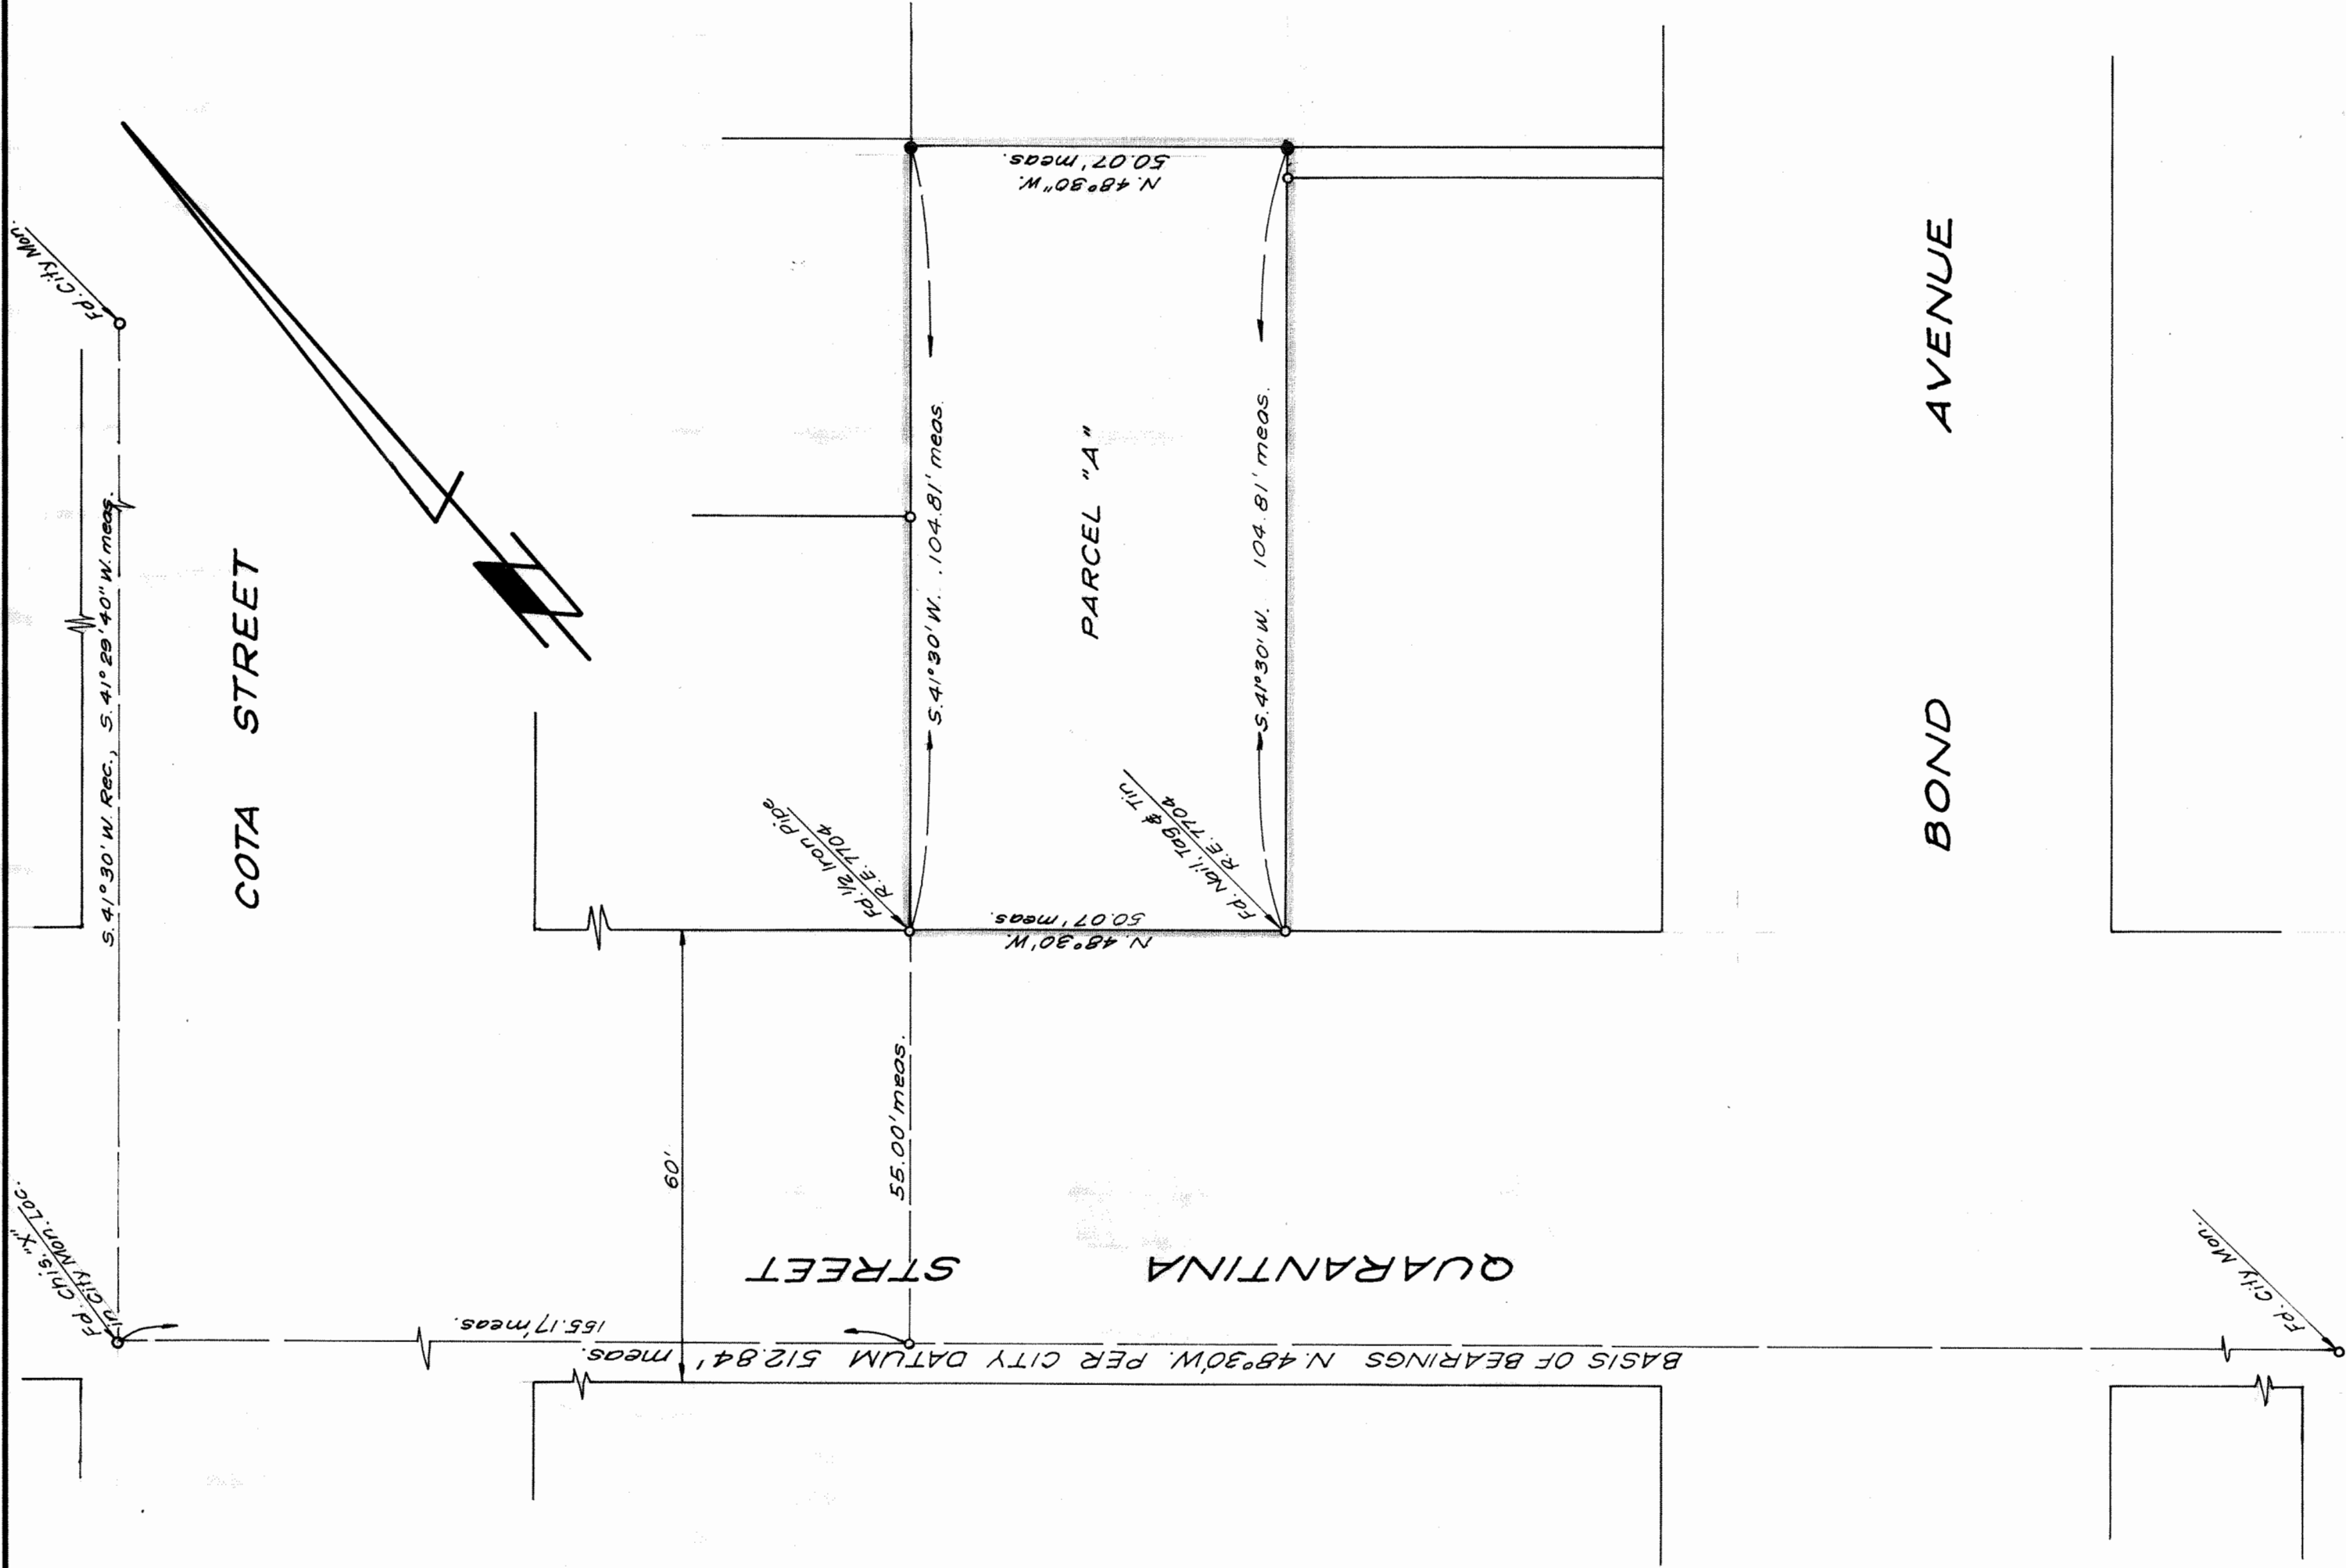 Fd. City Mon.
S. 41°30' W. Rec., S. 41° 29' 40" W. meas.
COTA STREET
N. 48°30" W.
50.07' meas.
S. 41°30' W. 104.81' meas.
PARCEL "A"
S. 41°30' W. 104.81' meas.
BOND AVENUE
Fd. 1/2" Iron Pipe
R.E. 7704
Fd. Nail, Tag & Tin
R.E. 7704
50.07' meas.
N. 48°30' W.
60'
55.00' meas.
QUARANTINA STREET
Fd. Chis. "X"
in City Mon. Loc.
155.17' meas.
BASIS OF BEARINGS N. 48°30' W. PER CITY DATUM 512.84' meas.
Fd. City Mon.